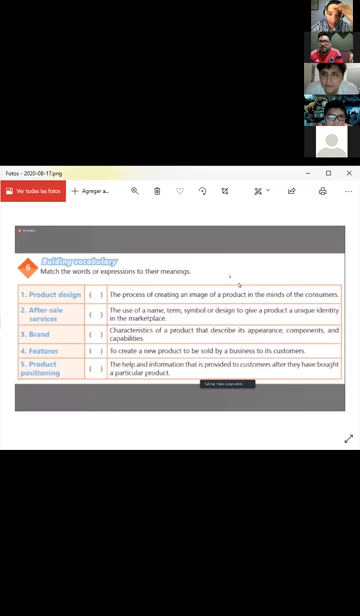 Fotos - 2020-08-17.png
Ver todas las fotos
Agregar a...
6
Bulding vocabulary
Match the words or expressions to their meanings.
1. Product design ( ) The process of creating an image of a product in the minds of the consumers.
2. After-sale services ( ) The use of a name, term, symbol or design to give a product a unique identity
in the marketplace.
3. Brand ( ) Characteristics of a product that describe its appearance, components, and
capabilities.
4. Features ( ) To create a new product to be sold by a business to its customers.
5. Product positioning ( ) The help and information that is provided to customers after they have bought
a particular product.